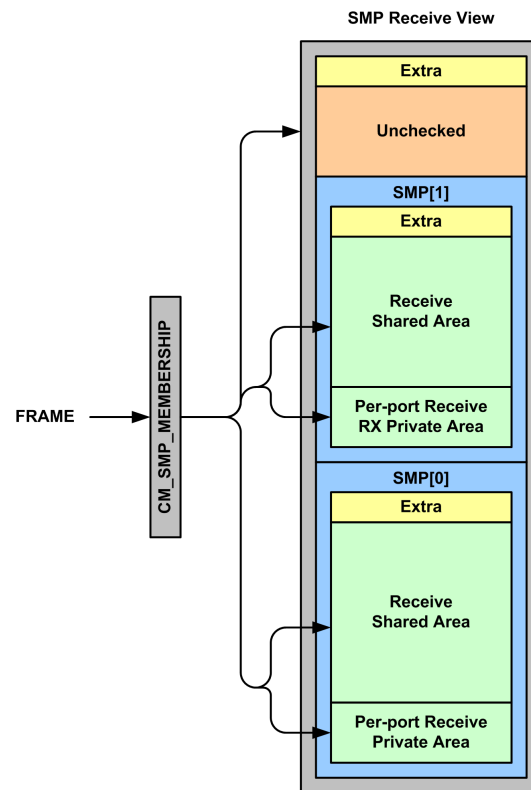 SMP Receive View
Extra
Unchecked
SMP[1]
Extra
Receive
Shared Area
Per-port Receive
RX Private Area
CM_SMP_MEMBERSHIP
FRAME
SMP[0]
Extra
Receive
Shared Area
Per-port Receive
Private Area